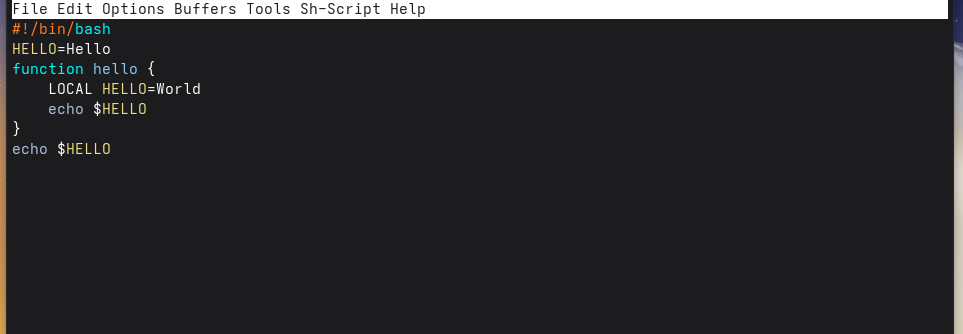 File Edit Options Buffers Tools Sh-Script Help
#!/bin/bash
HELLO=Hello
function hello {
    LOCAL HELLO=World
    echo $HELLO
}
echo $HELLO